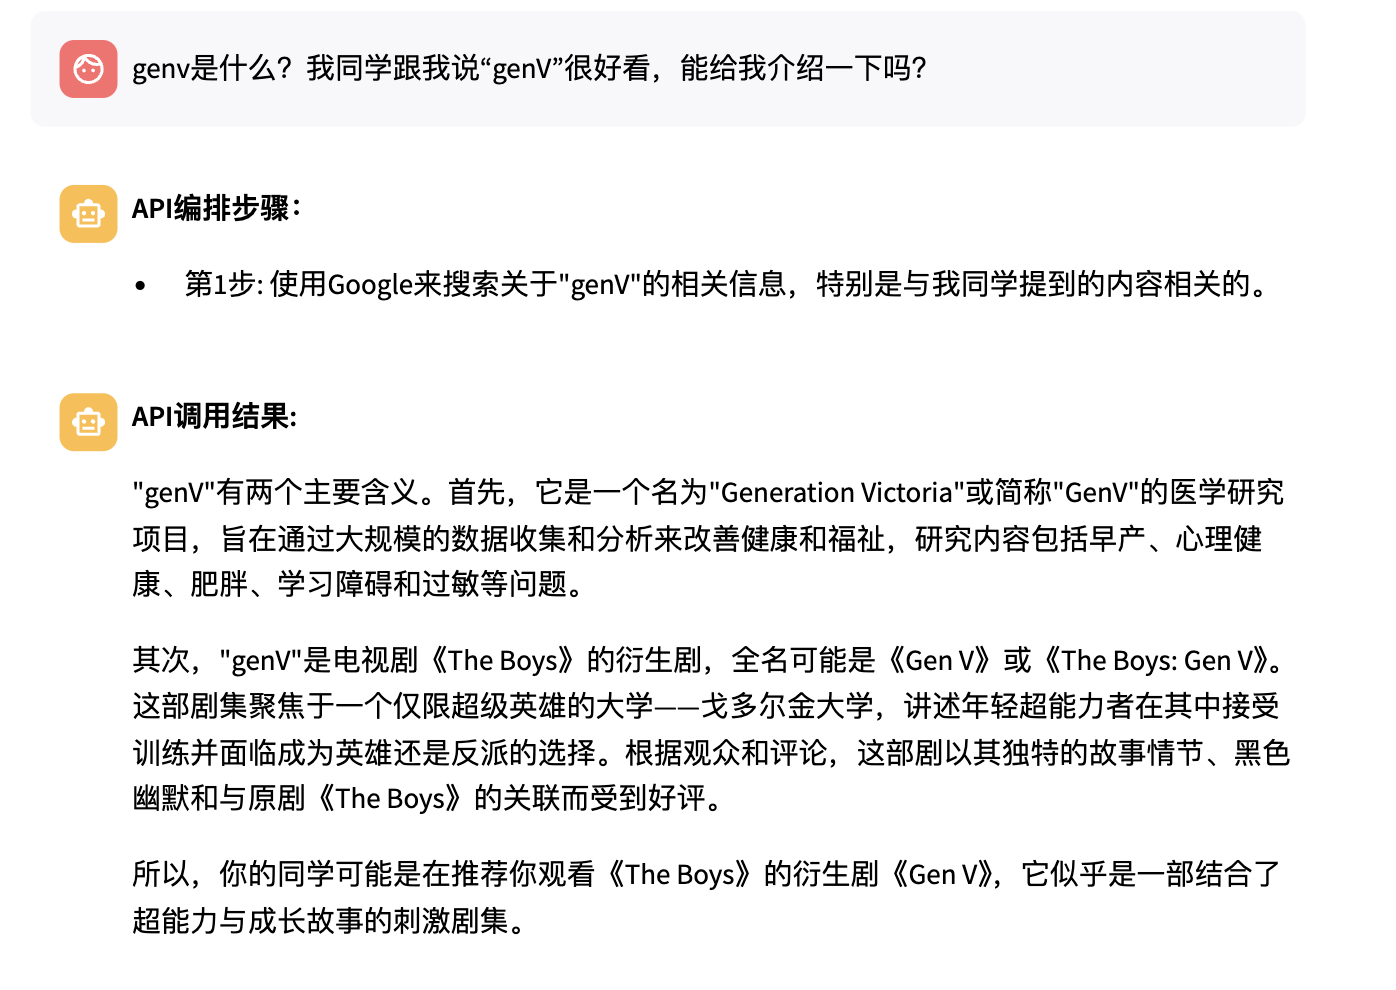 genv是什么？我同学跟我说“genV”很好看，能给我介绍一下吗？
API编排步骤：
• 第1步: 使用Google来搜索关于"genV"的相关信息，特别是与我同学提到的内容相关的。
API调用结果:
"genV"有两个主要含义。首先，它是一个名为"Generation Victoria"或简称"GenV"的医学研究
项目，旨在通过大规模的数据收集和分析来改善健康和福祉，研究内容包括早产、心理健
康、肥胖、学习障碍和过敏等问题。
其次，"genV"是电视剧《The Boys》的衍生剧，全名可能是《Gen V》或《The Boys: Gen V》。
这部剧集聚焦于一个仅限超级英雄的大学——戈多尔金大学，讲述年轻超能力者在其中接受
训练并面临成为英雄还是反派的选择。根据观众和评论，这部剧以其独特的故事情节、黑色
幽默和与原剧《The Boys》的关联而受到好评。
所以，你的同学可能是在推荐你观看《The Boys》的衍生剧《Gen V》，它似乎是一部结合了
超能力与成长故事的刺激剧集。